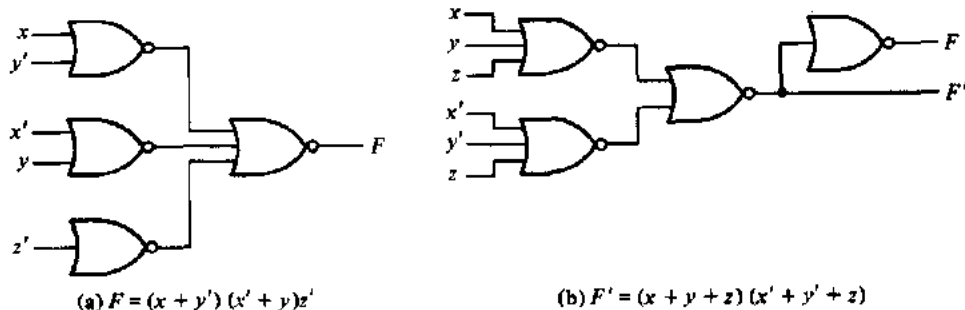 x
y'
x'
y
z'
F
(a) F = (x + y') (x' + y)z'
x
y
z
x'
y'
z
F
F'
(b) F' = (x + y + z) (x' + y' + z)